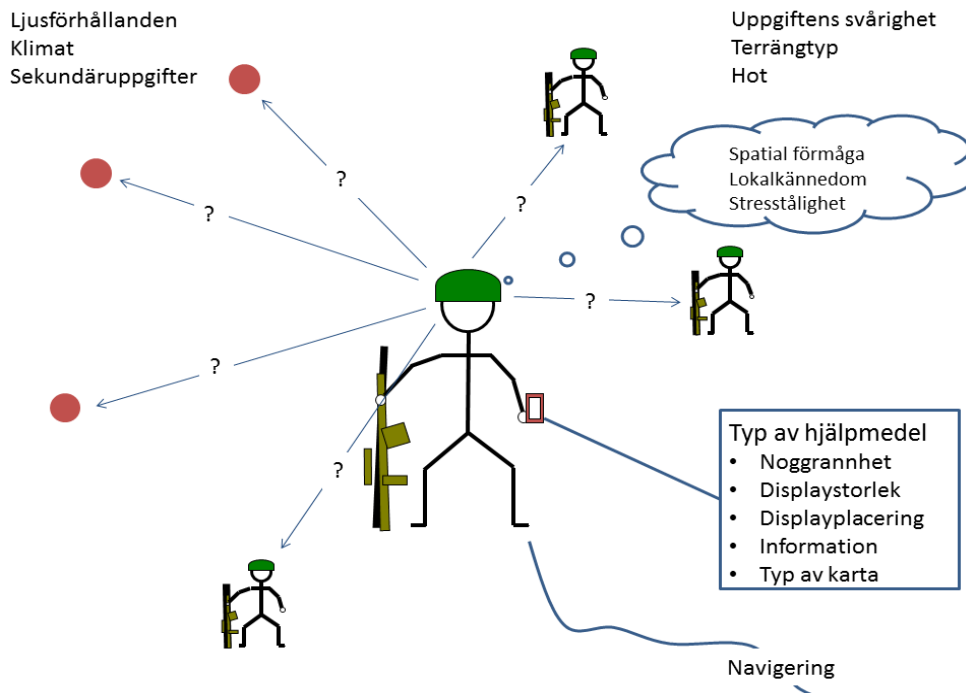 Ljusförhållanden
Klimat
Sekundäruppgifter
Uppgiftens svårighet
Terrängtyp
Hot
Spatial förmåga
Lokalkännedom
Stresstålighet
?
?
?
?
?
?
Typ av hjälpmedel
• Noggrannhet
• Displaystorlek
• Displayplacering
• Information
• Typ av karta
Navigering